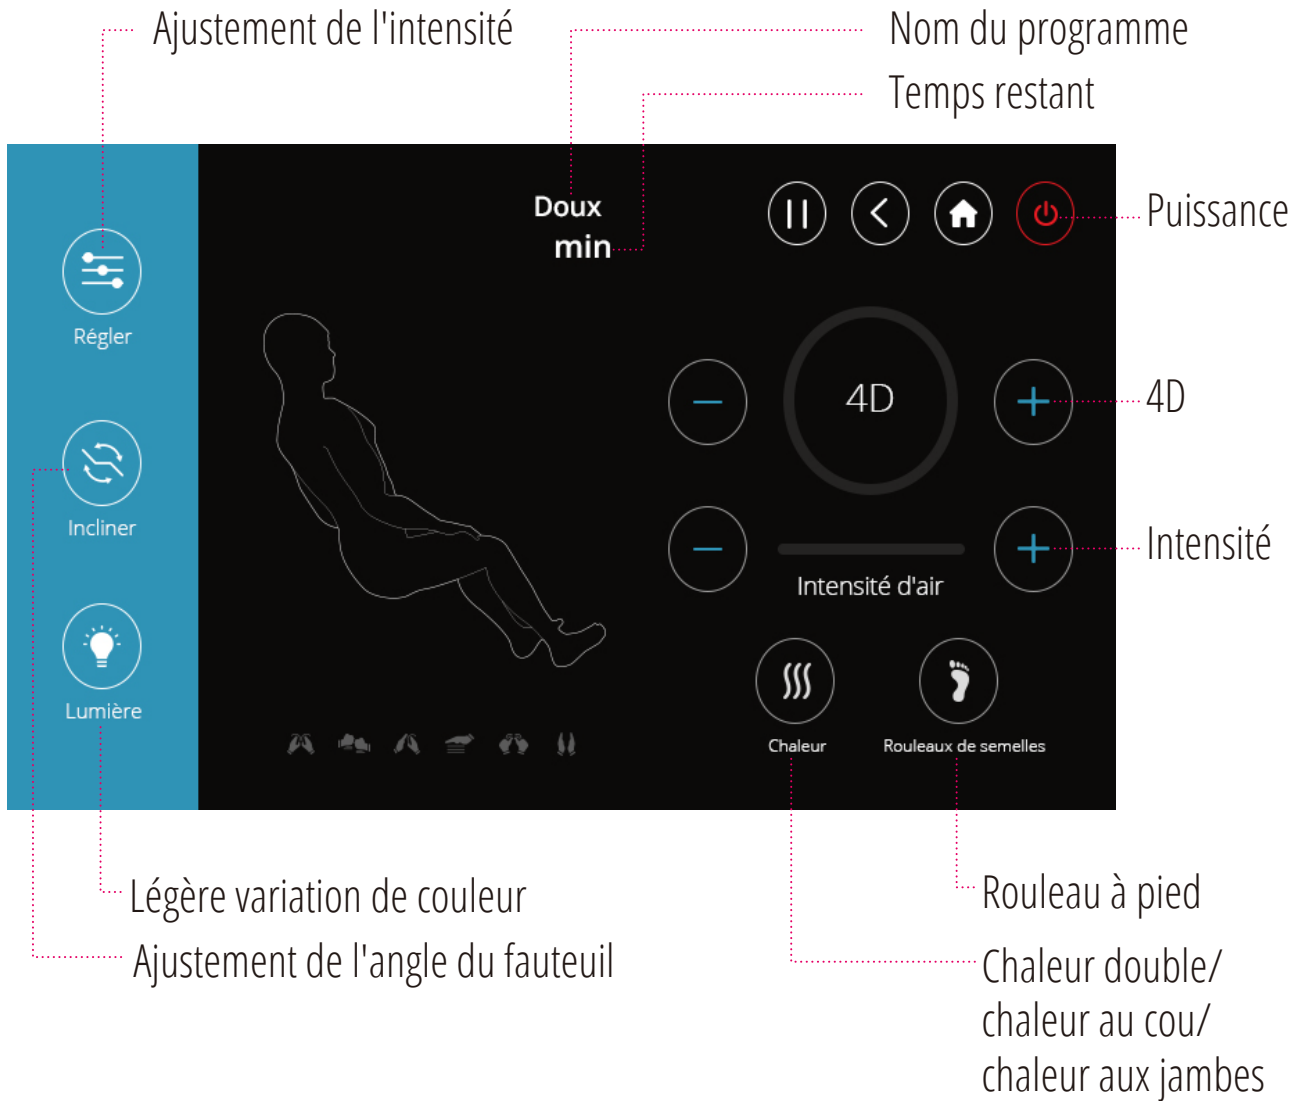 Ajustement de l'intensité
Nom du programme
Temps restant
Doux
min
Puissance
Régler
4D
4D
Incliner
Intensité
Intensité d'air
Lumière
Chaleur
Rouleaux de semelles
Légère variation de couleur
Rouleau à pied
Ajustement de l'angle du fauteuil
Chaleur double/
chaleur au cou/
chaleur aux jambes